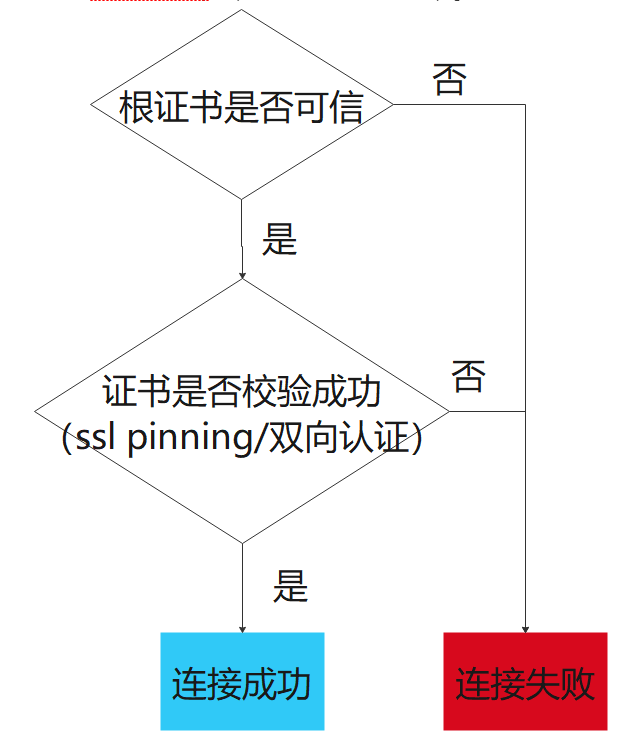 否
根证书是否可信
是
否
证书是否校验成功
（ssl pinning/双向认证）
是
连接成功
连接失败